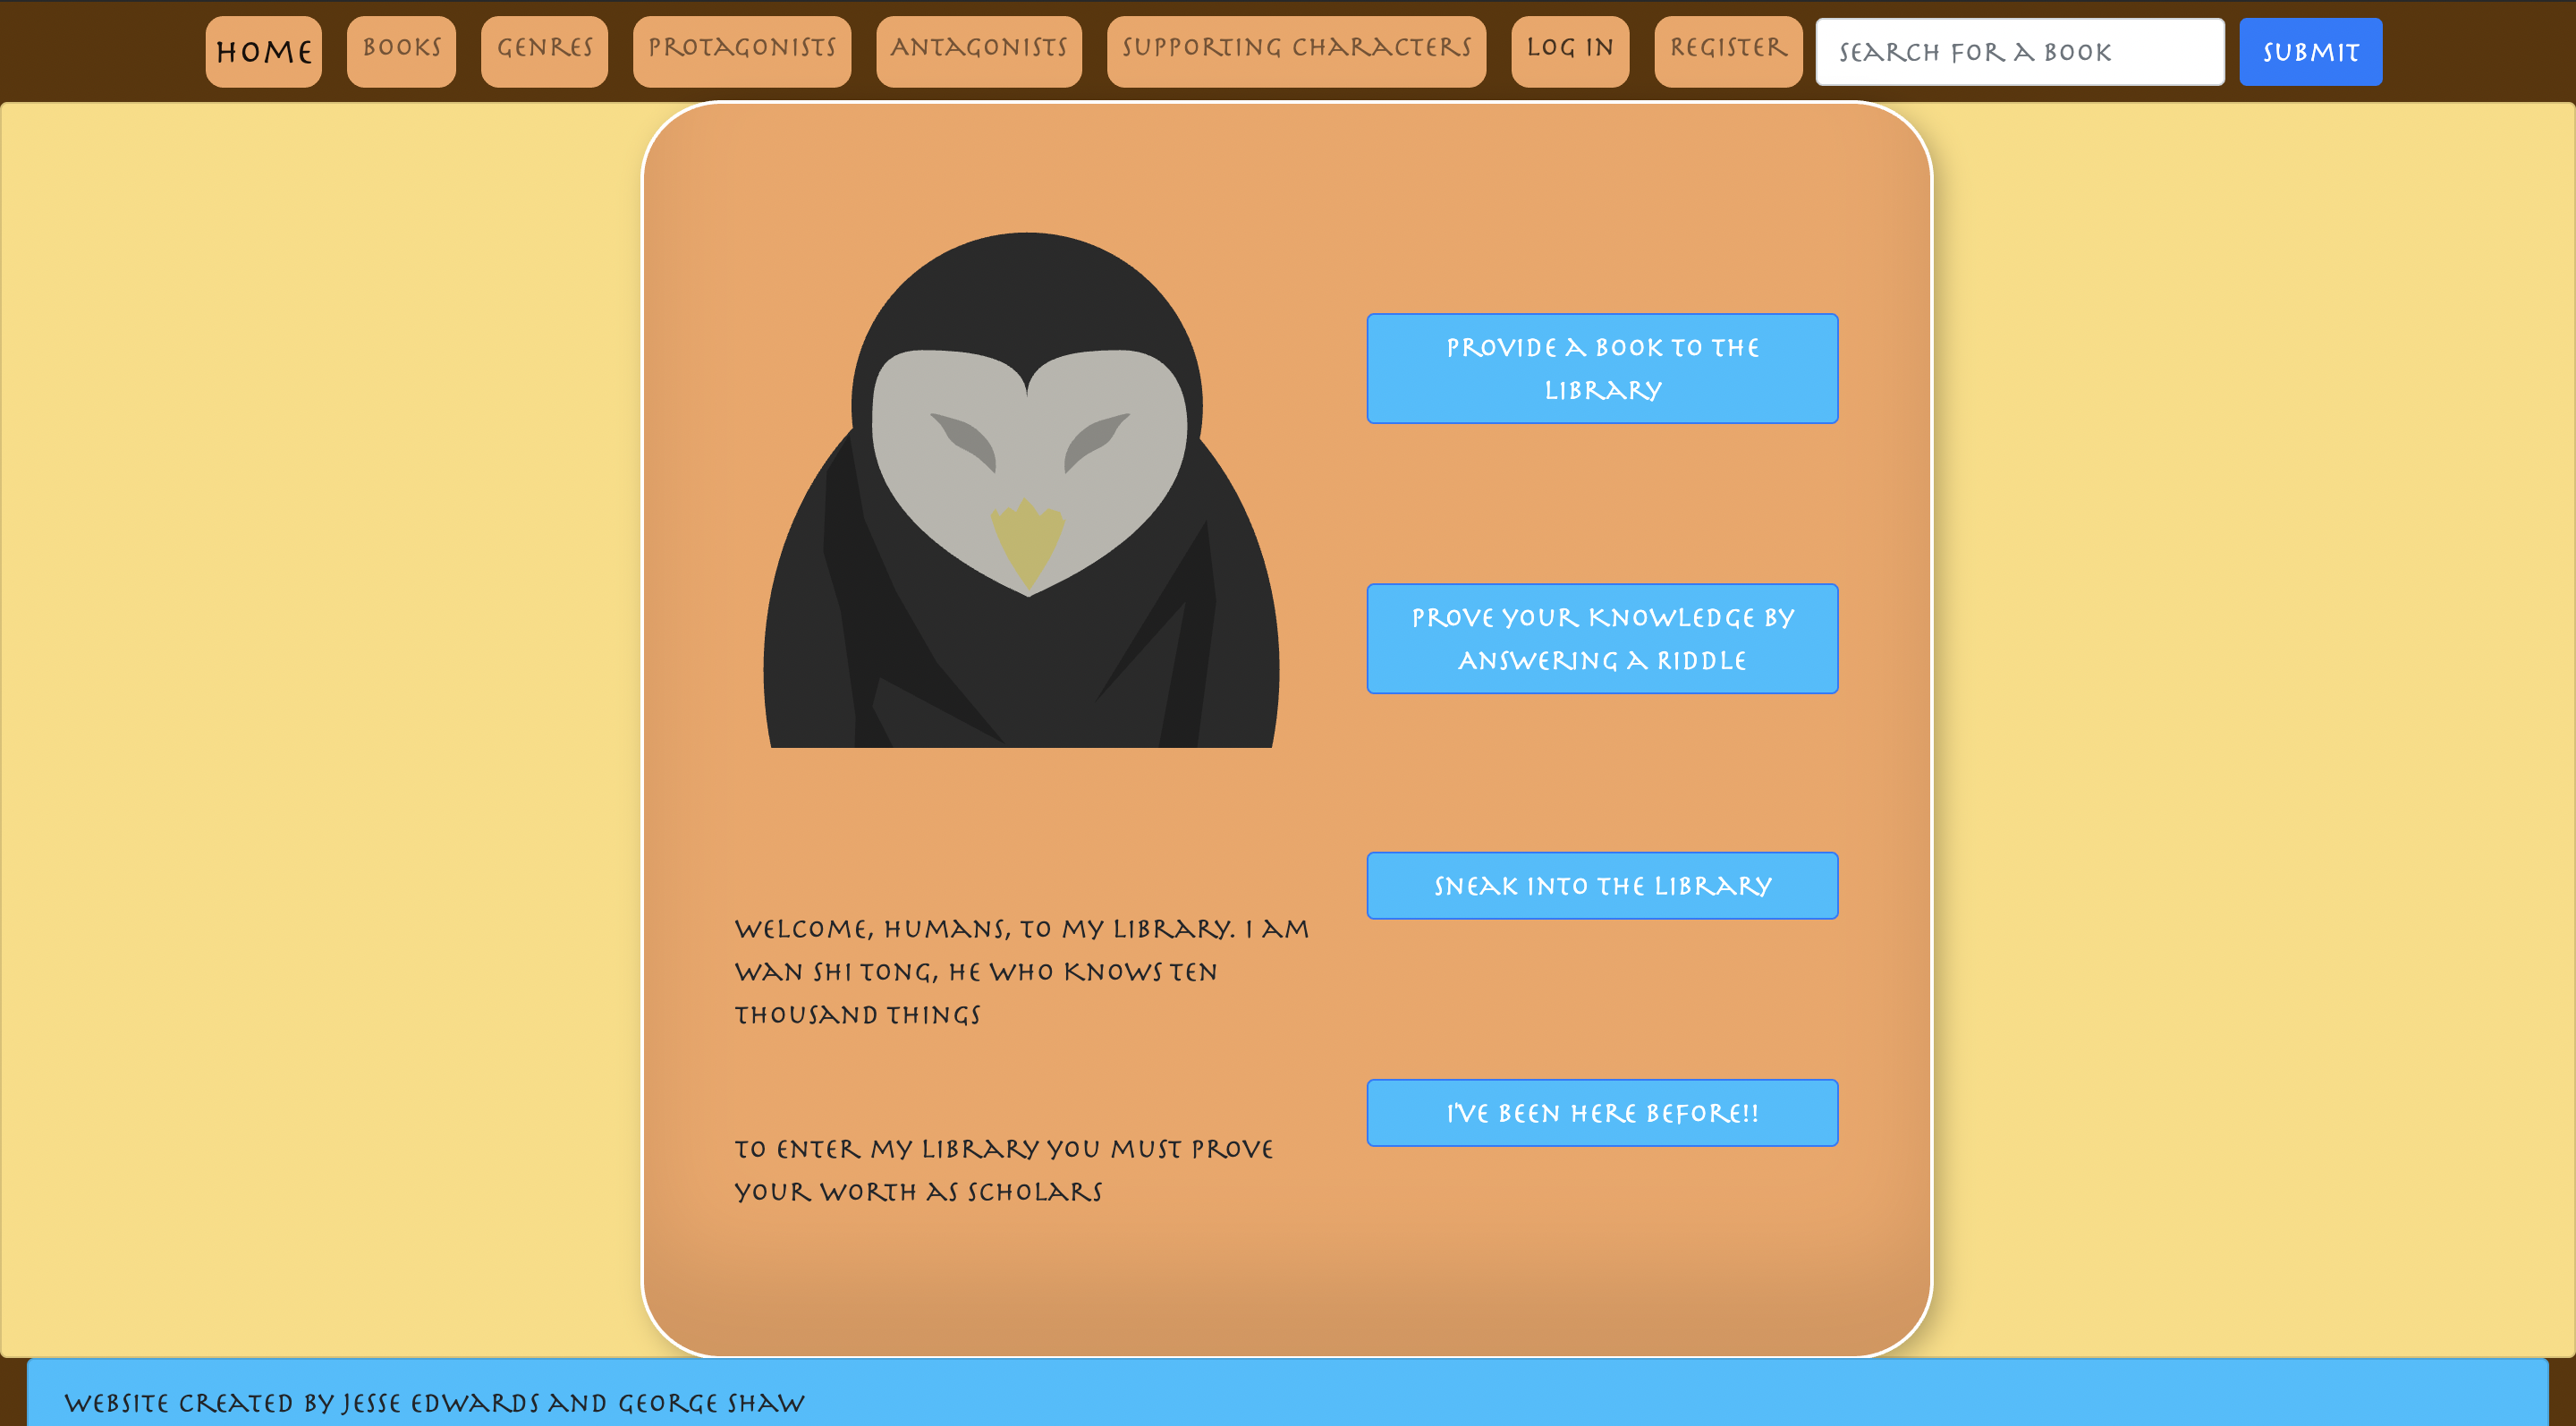 HOME
BOOKS
GENRES
PROTAGONISTS
ANTAGONISTS
SUPPORTING CHARACTERS
LOG IN
REGISTER
SEARCH FOR A BOOK
SUBMIT
PROVIDE A BOOK TO THE
LIBRARY
PROVE YOUR KNOWLEDGE BY
ANSWERING A RIDDLE
SNEAK INTO THE LIBRARY
I'VE BEEN HERE BEFORE!!
WELCOME, HUMANS, TO MY LIBRARY. I AM
WAN SHI TONG, HE WHO KNOWS TEN
THOUSAND THINGS
TO ENTER MY LIBRARY YOU MUST PROVE
YOUR WORTH AS SCHOLARS
WEBSITE CREATED BY JESSE EDWARDS AND GEORGE SHAW